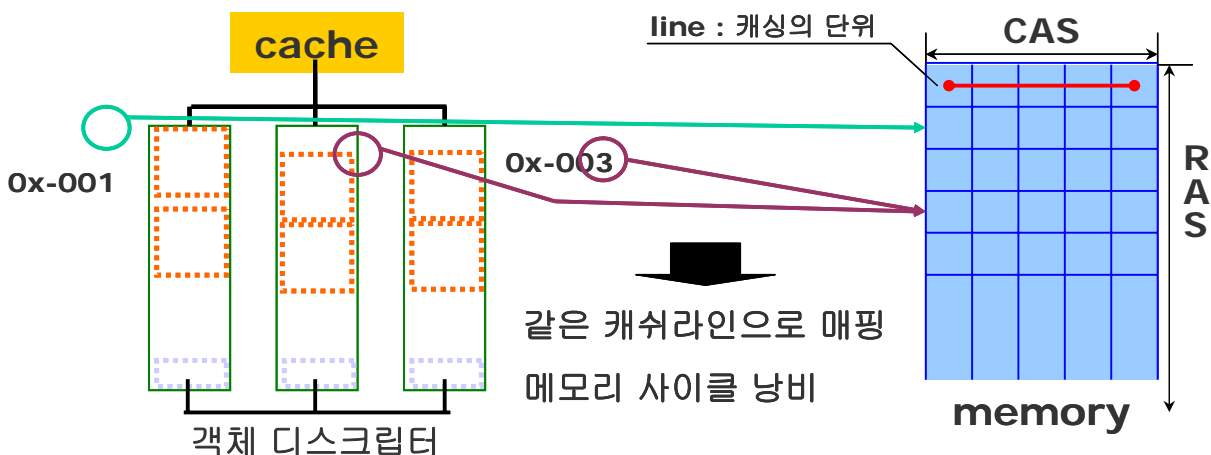 cache
line : 캐싱의 단위
CAS
0x-001
0x-003
RAS
같은 캐쉬라인으로 매핑
메모리 사이클 낭비
memory
객체 디스크립터